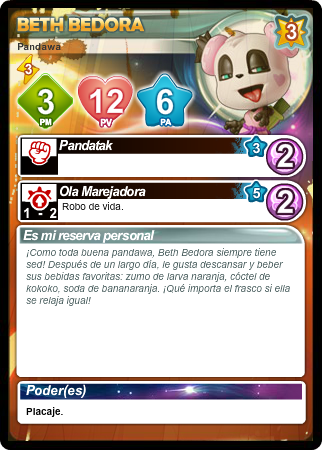 BETH BEDORA
Pandawa
3
3
3
PM
12
PV
6
PA
Pandatak
3
2
Ola Marejadora
5
2
1 - 2
Robo de vida.
Es mi reserva personal
¡Como toda buena pandawa, Beth Bedora siempre tiene
sed! Después de un largo día, le gusta descansar y beber
sus bebidas favoritas: zumo de larva naranja, cóctel de
kokoko, soda de bananaranja. ¡Qué importa el frasco si ella
se relaja igual!
Poder(es)
Placaje.